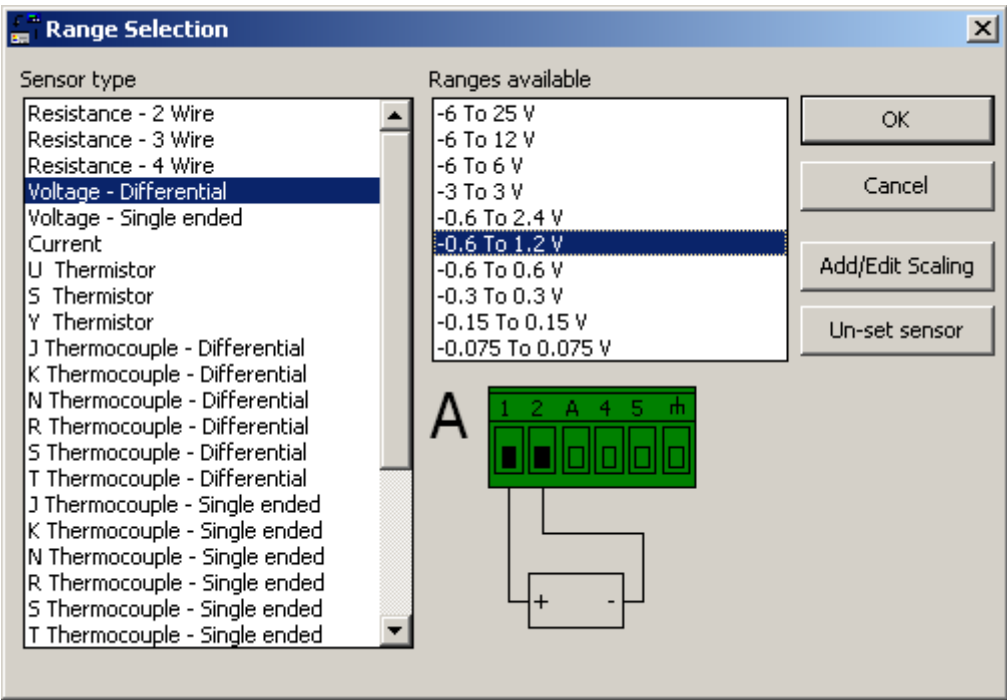 Range Selection
Sensor type
Resistance - 2 Wire
Resistance - 3 Wire
Resistance - 4 Wire
Voltage - Differential
Voltage - Single ended
Current
U  Thermistor
S  Thermistor
Y  Thermistor
J Thermocouple - Differential
K Thermocouple - Differential
N Thermocouple - Differential
R Thermocouple - Differential
S Thermocouple - Differential
T Thermocouple - Differential
J Thermocouple - Single ended
K Thermocouple - Single ended
N Thermocouple - Single ended
R Thermocouple - Single ended
S Thermocouple - Single ended
T Thermocouple - Single ended
Ranges available
-6 To 25 V
-6 To 12 V
-6 To 6 V
-3 To 3 V
-0.6 To 2.4 V
-0.6 To 1.2 V
-0.6 To 0.6 V
-0.3 To 0.3 V
-0.15 To 0.15 V
-0.075 To 0.075 V
OK
Cancel
Add/Edit Scaling
Un-set sensor
A
1 2 A 4 5
+ -